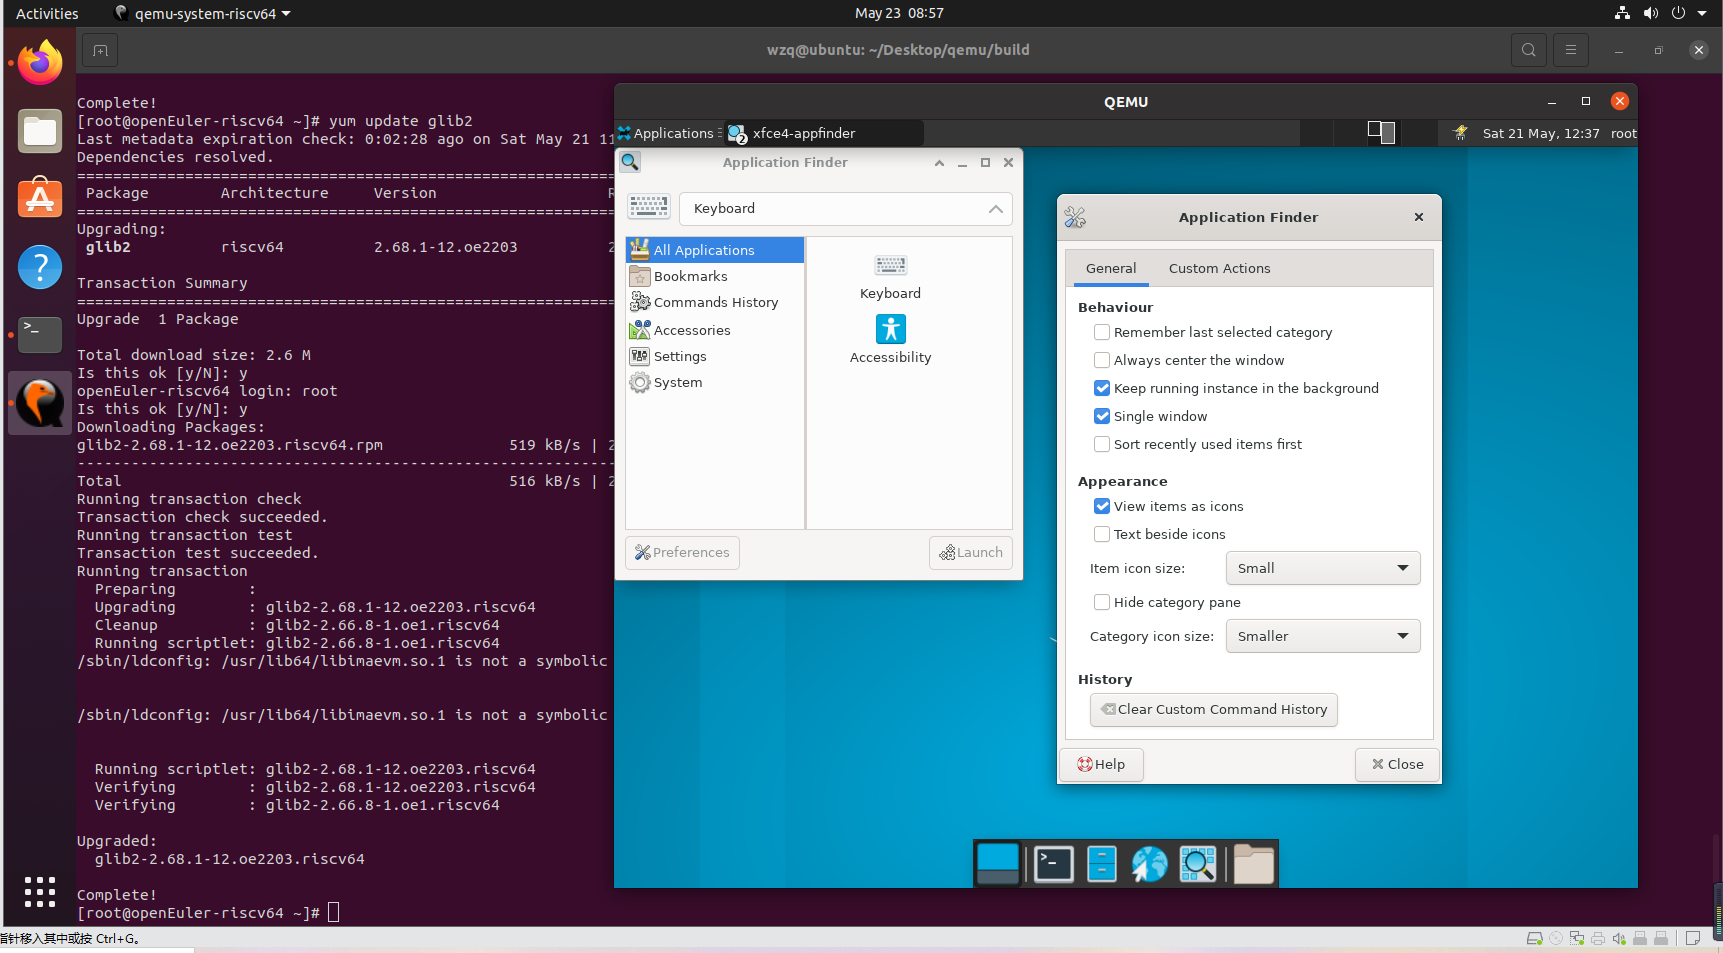 Activities
qemu-system-riscv64
May 23 08:57
wzq@ubuntu: ~/Desktop/qemu/build
Complete!
[root@openEuler-riscv64 ~]# yum update glib2
Last metadata expiration check: 0:02:28 ago on Sat May 21 11
Dependencies resolved.
================================================================
Package Architecture Version R
================================================================
Upgrading:
glib2 riscv64 2.68.1-12.oe2203 2
Transaction Summary
================================================================
Upgrade 1 Package
Total download size: 2.6 M
Is this ok [y/N]: y
openEuler-riscv64 login: root
Is this ok [y/N]: y
Downloading Packages:
glib2-2.68.1-12.oe2203.riscv64.rpm 519 kB/s | 2
----------------------------------------------------------------
Total 516 kB/s | 2
Running transaction check
Transaction check succeeded.
Running transaction test
Transaction test succeeded.
Running transaction
Preparing :
Upgrading : glib2-2.68.1-12.oe2203.riscv64
Cleanup : glib2-2.66.8-1.oe1.riscv64
Running scriptlet: glib2-2.66.8-1.oe1.riscv64
/sbin/ldconfig: /usr/lib64/libimaevm.so.1 is not a symbolic
/sbin/ldconfig: /usr/lib64/libimaevm.so.1 is not a symbolic
Running scriptlet: glib2-2.68.1-12.oe2203.riscv64
Verifying : glib2-2.68.1-12.oe2203.riscv64
Verifying : glib2-2.66.8-1.oe1.riscv64
Upgraded:
glib2-2.68.1-12.oe2203.riscv64
Complete!
[root@openEuler-riscv64 ~]#
QEMU
Applications
2
xfce4-appfinder
Sat 21 May, 12:37
root
Application Finder
Keyboard
All Applications
Bookmarks
Commands History
Accessories
Settings
System
Keyboard
Accessibility
Preferences
Launch
Application Finder
General
Custom Actions
Behaviour
Remember last selected category
Always center the window
Keep running instance in the background
Single window
Sort recently used items first
Appearance
View items as icons
Text beside icons
Item icon size: Small
Hide category pane
Category icon size: Smaller
History
Clear Custom Command History
Help
Close
指针移入其中或按 Ctrl+G。